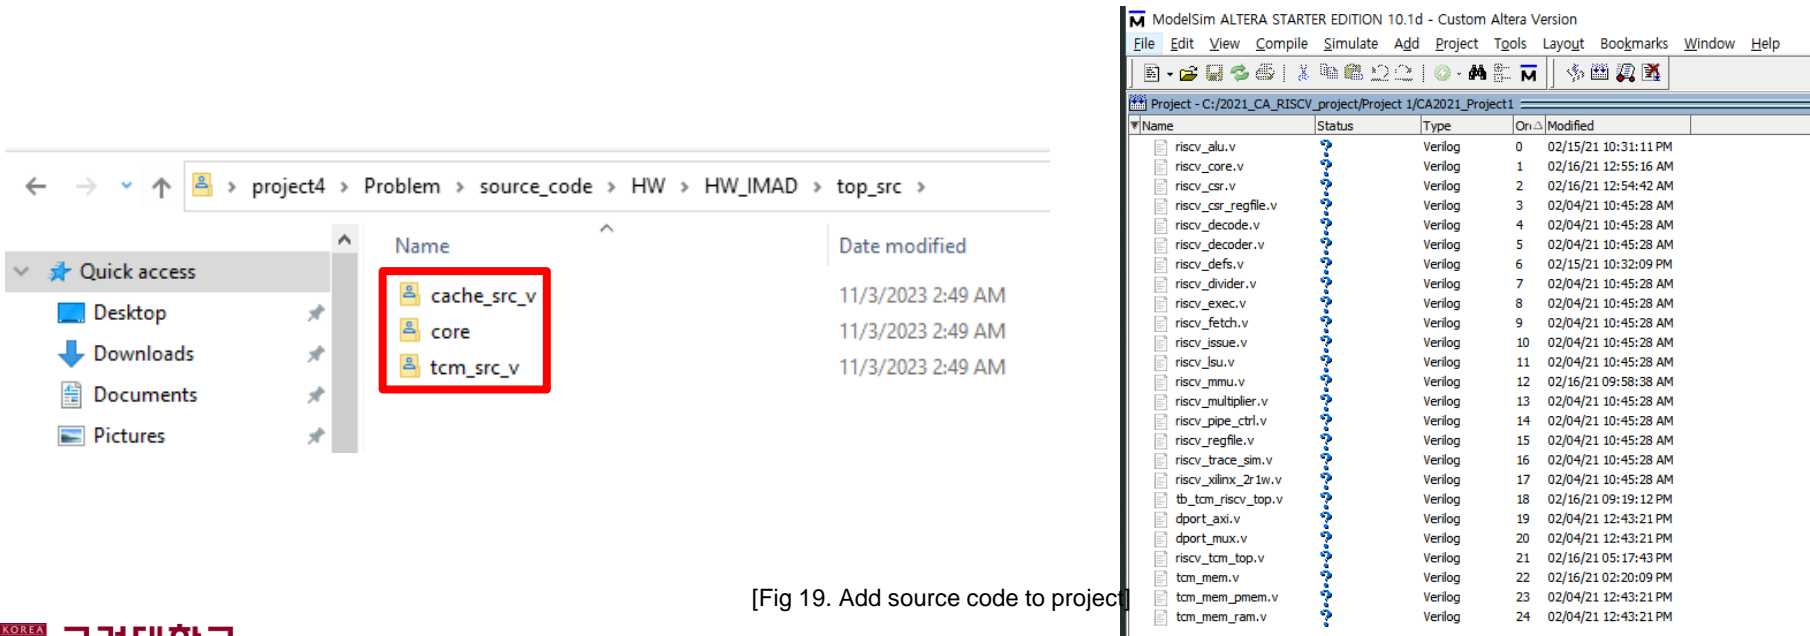 project4 > Problem > source_code > HW > HW_IMAD > top_src >
Name
Date modified
Quick access
Desktop
Downloads
Documents
Pictures
cache_src_v 11/3/2023 2:49 AM
core 11/3/2023 2:49 AM
tcm_src_v 11/3/2023 2:49 AM
[Fig 19. Add source code to project]
KOREA
ModelSim ALTERA STARTER EDITION 10.1d - Custom Altera Version
File Edit View Compile Simulate Add Project Tools Layout Bookmarks Window Help
Project - C:/2021_CA_RISCV_project/Project 1/CA2021_Project1
Name Status Type Or Modified
riscv_alu.v Verilog 0 02/15/21 10:31:11 PM
riscv_core.v Verilog 1 02/16/21 12:55:16 AM
riscv_csr.v Verilog 2 02/16/21 12:54:42 AM
riscv_csr_regfile.v Verilog 3 02/04/21 10:45:28 AM
riscv_decode.v Verilog 4 02/04/21 10:45:28 AM
riscv_decoder.v Verilog 5 02/04/21 10:45:28 AM
riscv_defs.v Verilog 6 02/15/21 10:32:09 PM
riscv_divider.v Verilog 7 02/04/21 10:45:28 AM
riscv_exec.v Verilog 8 02/04/21 10:45:28 AM
riscv_fetch.v Verilog 9 02/04/21 10:45:28 AM
riscv_issue.v Verilog 10 02/04/21 10:45:28 AM
riscv_lsu.v Verilog 11 02/04/21 10:45:28 AM
riscv_mmu.v Verilog 12 02/16/21 09:58:38 AM
riscv_multiplier.v Verilog 13 02/04/21 10:45:28 AM
riscv_pipe_ctrl.v Verilog 14 02/04/21 10:45:28 AM
riscv_regfile.v Verilog 15 02/04/21 10:45:28 AM
riscv_trace_sim.v Verilog 16 02/04/21 10:45:28 AM
riscv_xilinx_2r1w.v Verilog 17 02/04/21 10:45:28 AM
tb_tcm_riscv_top.v Verilog 18 02/16/21 09:19:12 PM
dport_axi.v Verilog 19 02/04/21 12:43:21 PM
dport_mux.v Verilog 20 02/04/21 12:43:21 PM
riscv_tcm_top.v Verilog 21 02/16/21 05:17:43 PM
tcm_mem.v Verilog 22 02/16/21 02:20:09 PM
tcm_mem_pmem.v Verilog 23 02/04/21 12:43:21 PM
tcm_mem_ram.v Verilog 24 02/04/21 12:43:21 PM